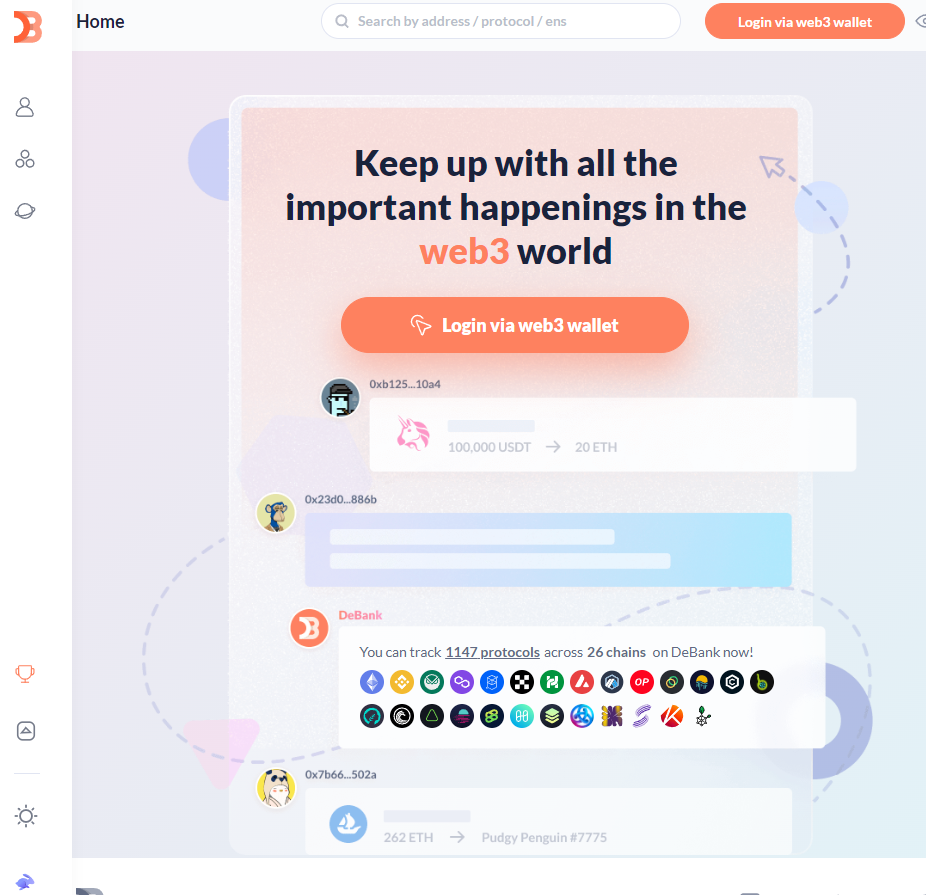 Home
Search by address / protocol / ens
Login via web3 wallet
Keep up with all the
important happenings in the
web3 world
Login via web3 wallet
0xb125...10a4
100,000 USDT → 20 ETH
0x23d0...886b
DeBank
You can track 1147 protocols across 26 chains on DeBank now!
OP
0x7b66...502a
262 ETH → Pudgy Penguin #7775